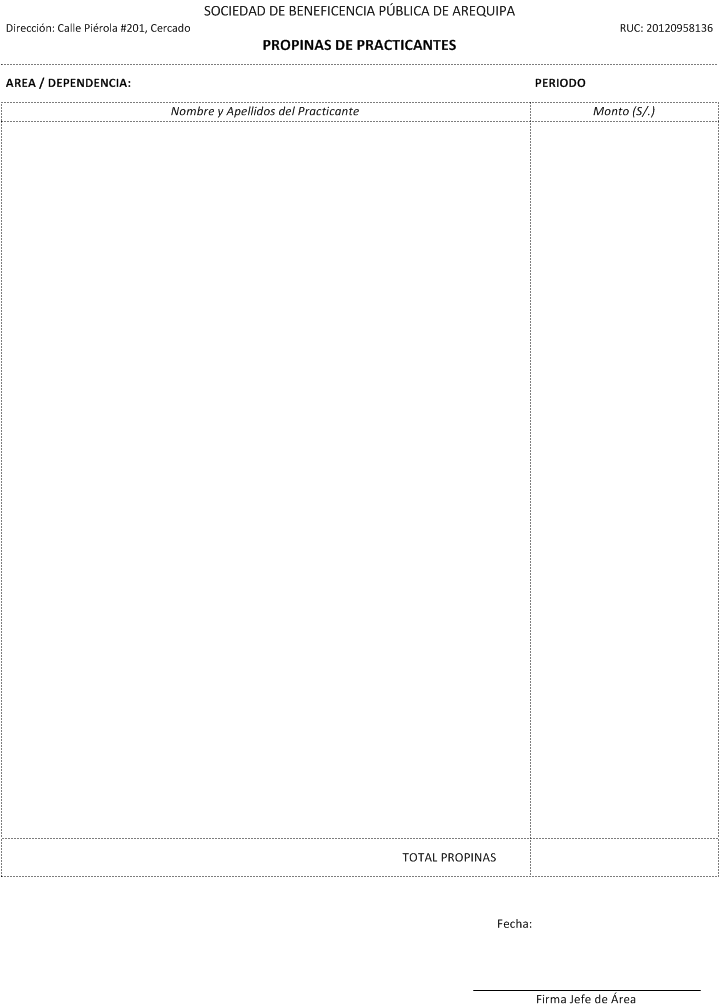 SOCIEDAD DE BENEFICENCIA PÚBLICA DE AREQUIPA
Dirección: Calle Piérola #201, Cercado RUC: 20120958136
PROPINAS DE PRACTICANTES
AREA / DEPENDENCIA: PERIODO
Nombre y Apellidos del Practicante Monto (S/.)
TOTAL PROPINAS
Fecha:
Firma Jefe de Área